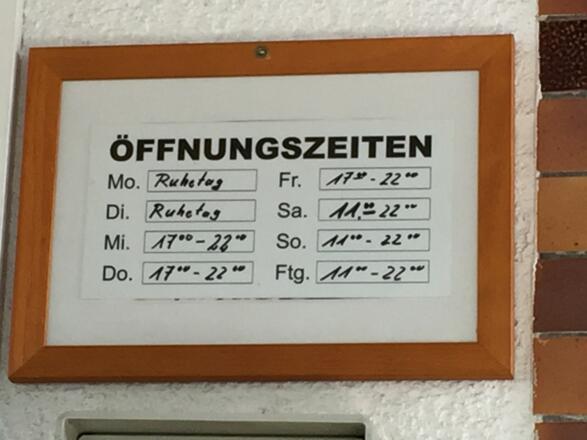 ÖFFNUNGSZEITEN
Mo. Ruhetag Fr. 17⁰⁰ - 22⁰⁰
Di. Ruhetag Sa. 11⁰⁰ - 22⁰⁰
Mi. 17⁰⁰ - 22⁰⁰ So. 11⁰⁰ - 22⁰⁰
Do. 17⁰⁰ - 22⁰⁰ Ftg. 11⁰⁰ - 22⁰⁰